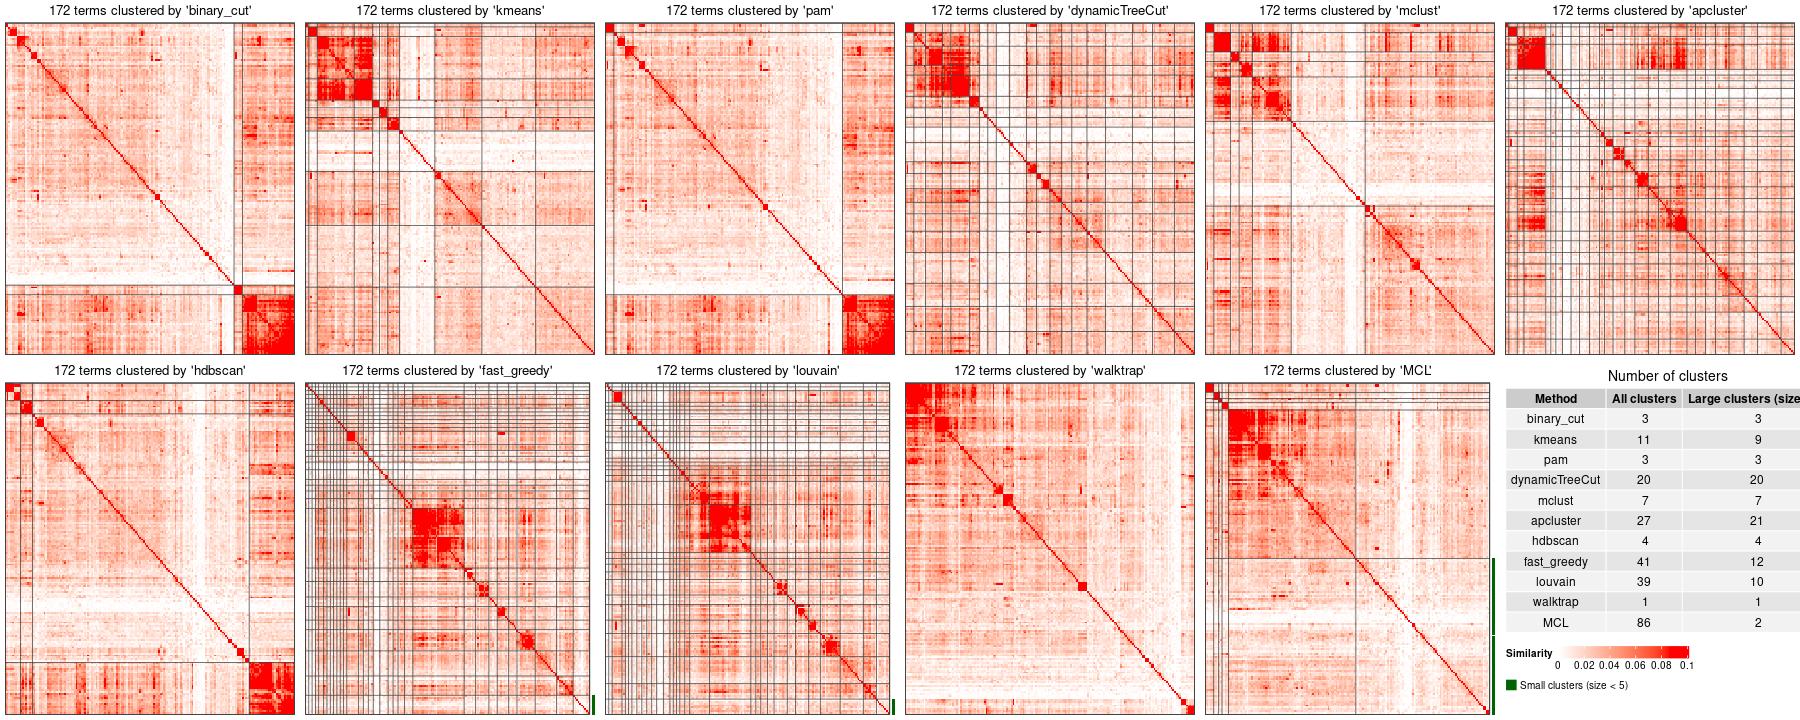 172 terms clustered by 'binary_cut'
172 terms clustered by 'kmeans'
172 terms clustered by 'pam'
172 terms clustered by 'dynamicTreeCut'
172 terms clustered by 'mclust'
172 terms clustered by 'apcluster'
172 terms clustered by 'hdbscan'
172 terms clustered by 'fast_greedy'
172 terms clustered by 'louvain'
172 terms clustered by 'walktrap'
172 terms clustered by 'MCL'
Number of clusters
Method All clusters Large clusters (size
binary_cut 3 3
kmeans 11 9
pam 3 3
dynamicTreeCut 20 20
mclust 7 7
apcluster 27 21
hdbscan 4 4
fast_greedy 41 12
louvain 39 10
walktrap 1 1
MCL 86 2
Similarity
0 0.02 0.04 0.06 0.08 0.1
Small clusters (size < 5)